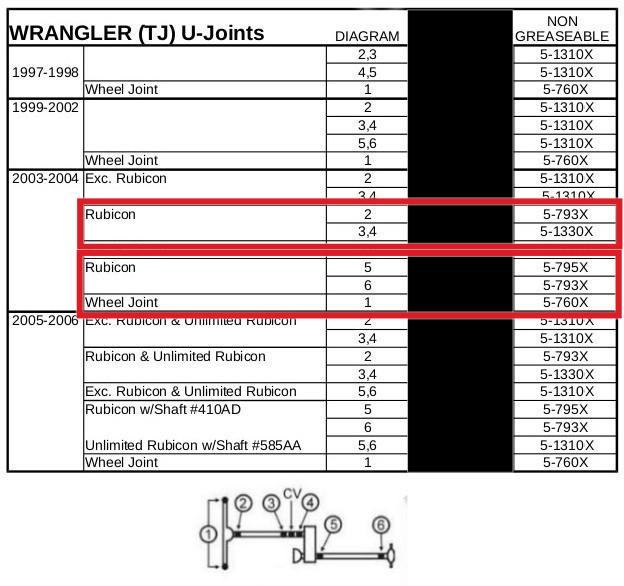 WRANGLER (TJ) U-Joints DIAGRAM NON GREASEABLE
2,3 5-1310X
1997-1998 4,5 5-1310X
Wheel Joint 1 5-760X
1999-2002 2 5-1310X
3,4 5-1310X
5,6 5-1310X
Wheel Joint 1 5-760X
2003-2004 Exc. Rubicon 2 5-1310X
3,4 5-1310X
Rubicon 2 5-793X
3,4 5-1330X
Rubicon 5 5-795X
6 5-793X
Wheel Joint 1 5-760X
2005-2006 Exc. Rubicon & Unlimited Rubicon 2 5-1310X
3,4 5-1310X
Rubicon & Unlimited Rubicon 2 5-793X
3,4 5-1330X
Exc. Rubicon & Unlimited Rubicon 5,6 5-1310X
Rubicon w/Shaft #410AD 5 5-795X
6 5-793X
Unlimited Rubicon w/Shaft #585AA 5,6 5-1310X
Wheel Joint 1 5-760X
CV
2 3 4
1
5 6